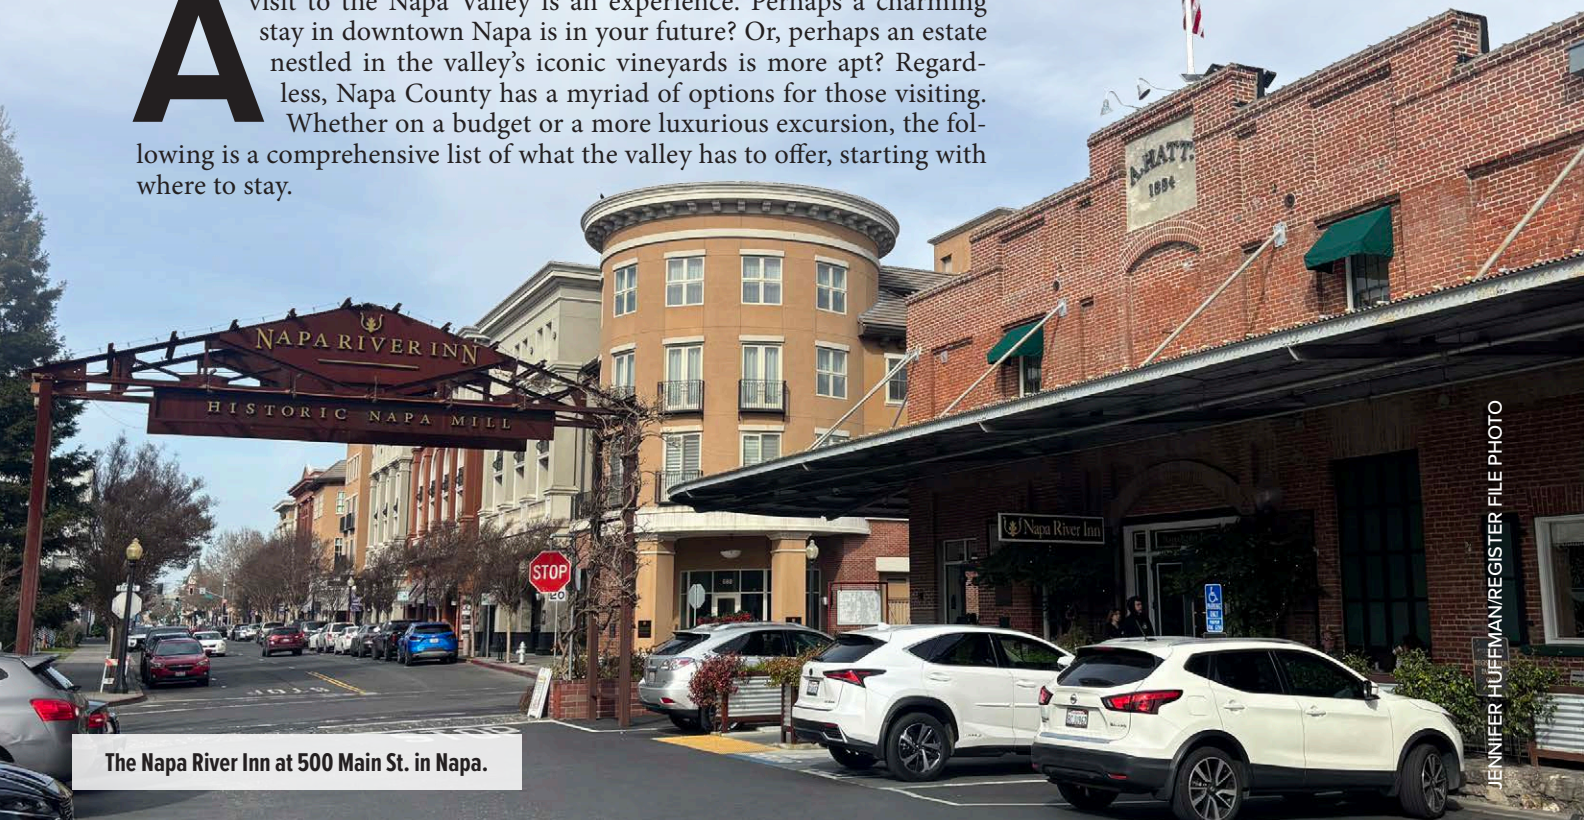 A visit to the Napa Valley is an experience. Perhaps a charming
stay in downtown Napa is in your future? Or, perhaps an estate
nestled in the valley's iconic vineyards is more apt? Regard-
less, Napa County has a myriad of options for those visiting.
Whether on a budget or a more luxurious excursion, the fol-
lowing is a comprehensive list of what the valley has to offer, starting with
where to stay.
A. HATT.
1884
NAPA RIVER INN
HISTORIC NAPA MILL
Napa River Inn
STOP
The Napa River Inn at 500 Main St. in Napa.
JENNIFER HUFFMAN/REGISTER FILE PHOTO